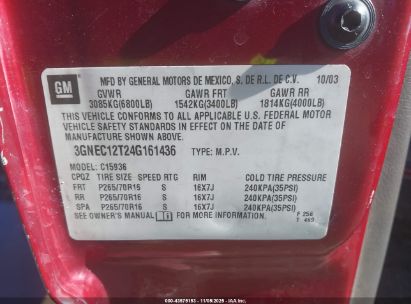 GM
MFD BY GENERAL MOTORS DE MEXICO, S. DE R.L. DE C.V. 10/03
GVWR GAWR FRT GAWR RR
3085KG(6800LB) 1542KG(3400LB) 1814KG(4000LB)
THIS VEHICLE CONFORMS TO ALL APPLICABLE U.S. FEDERAL MOTOR
VEHICLE SAFETY STANDARDS IN EFFECT ON THE DATE OF
MANUFACTURE SHOWN ABOVE.
3GNEC12T24G161436 TYPE: M.P.V.
MODEL: C15936
CPQZ TIRE SIZE SPEED RTG RIM COLD TIRE PRESSURE
FRT P265/70R16 S 16X7J 240KPA(35PSI)
RR P265/70R16 S 16X7J 240KPA(35PSI)
SPA P265/70R16 S 16X7J 240KPA(35PSI)
SEE OWNER'S MANUAL FOR MORE INFORMATION.